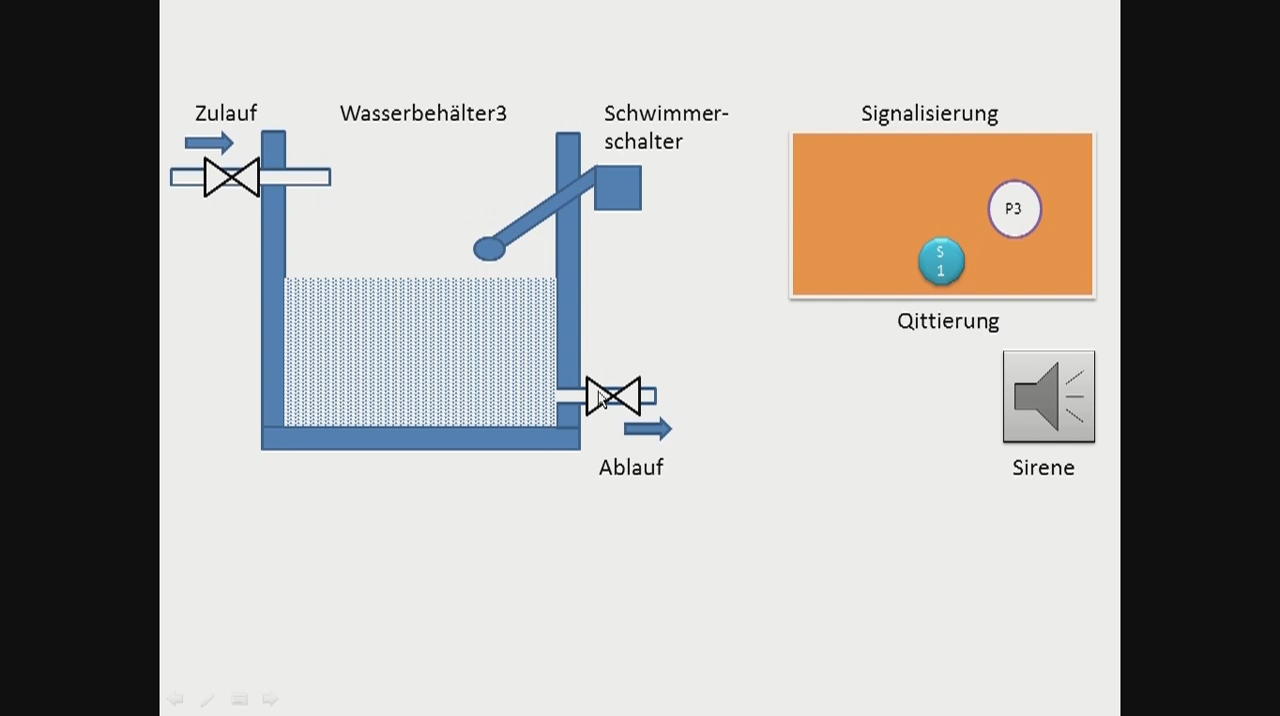 Zulauf
Wasserbehälter3
Schwimmer-
schalter
Signalisierung
P3
S
1
Qittierung
Sirene
Ablauf